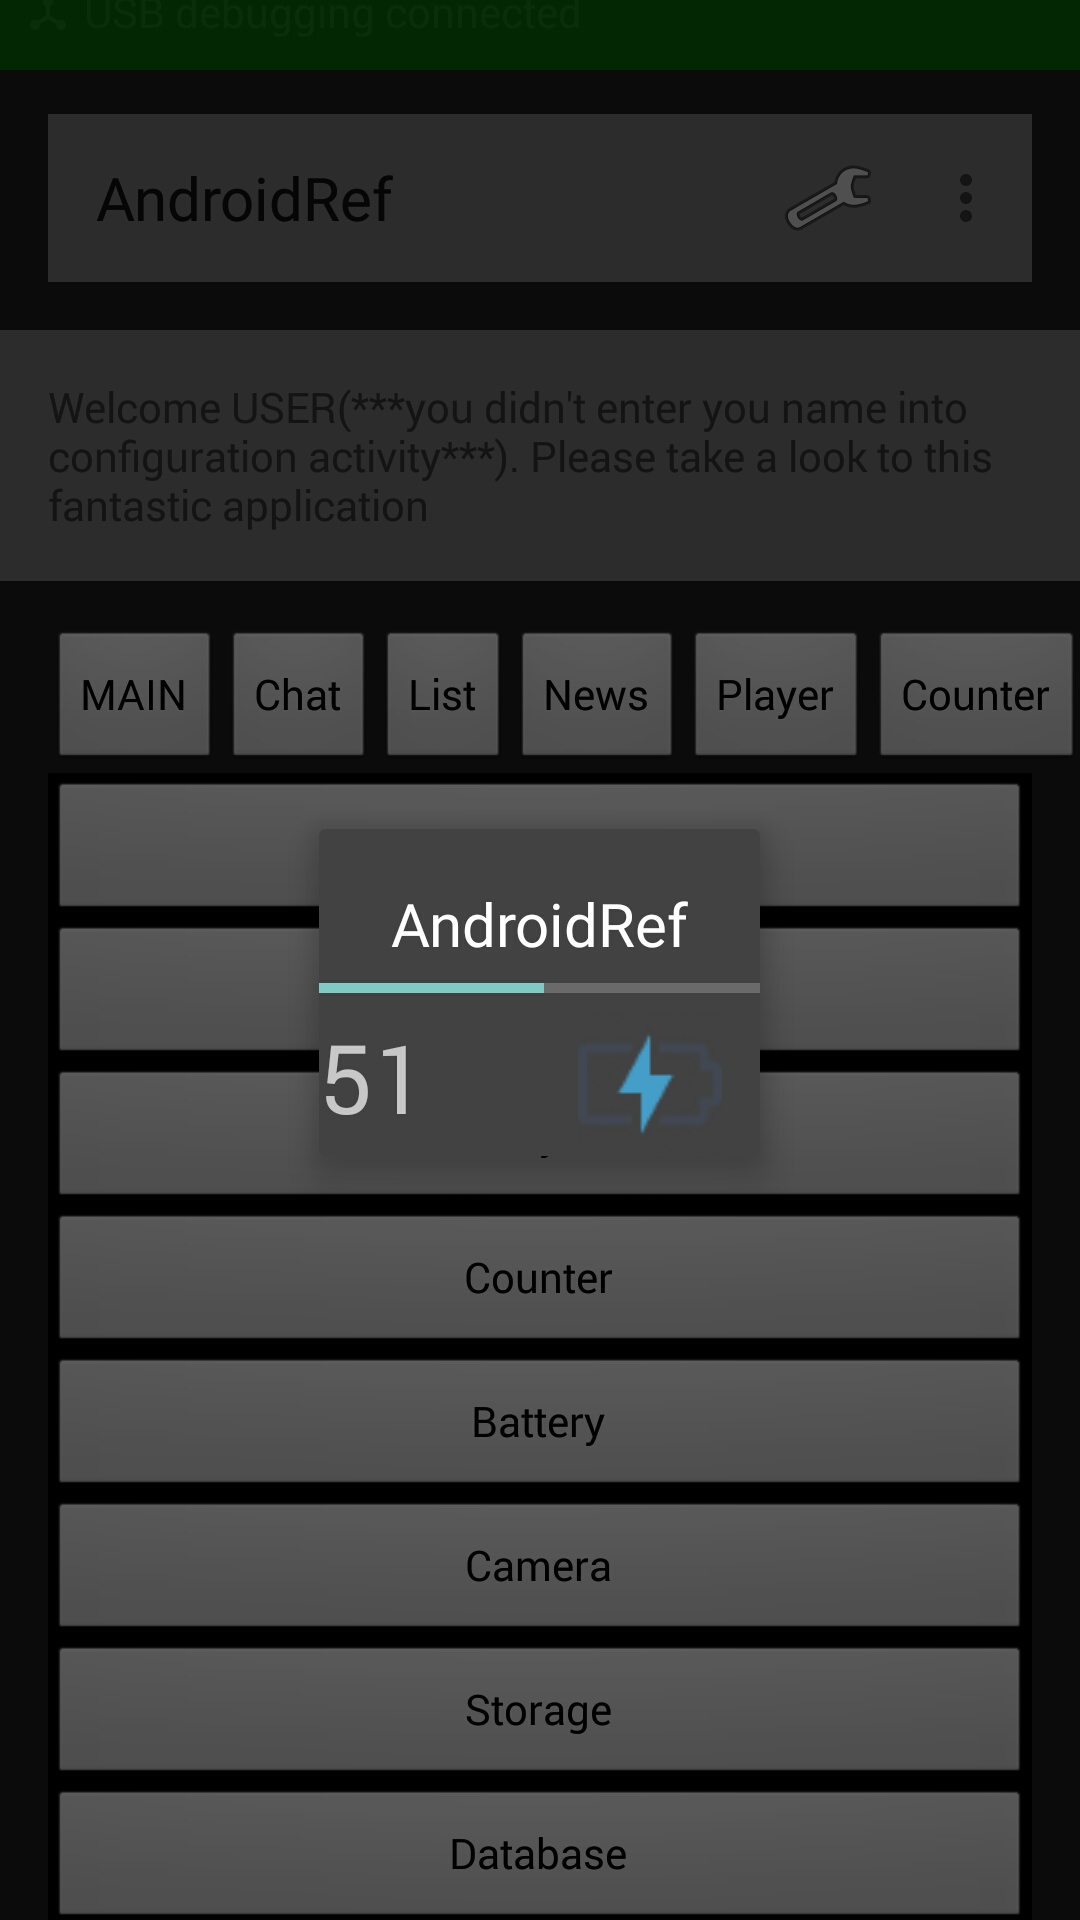 USB debugging connected
AndroidRef
Welcome USER(***you didn't enter you name into
configuration activity***). Please take a look to this
fantastic application
MAIN Chat List News Player Counter
AndroidRef
51
Counter
Battery
Camera
Storage
Database